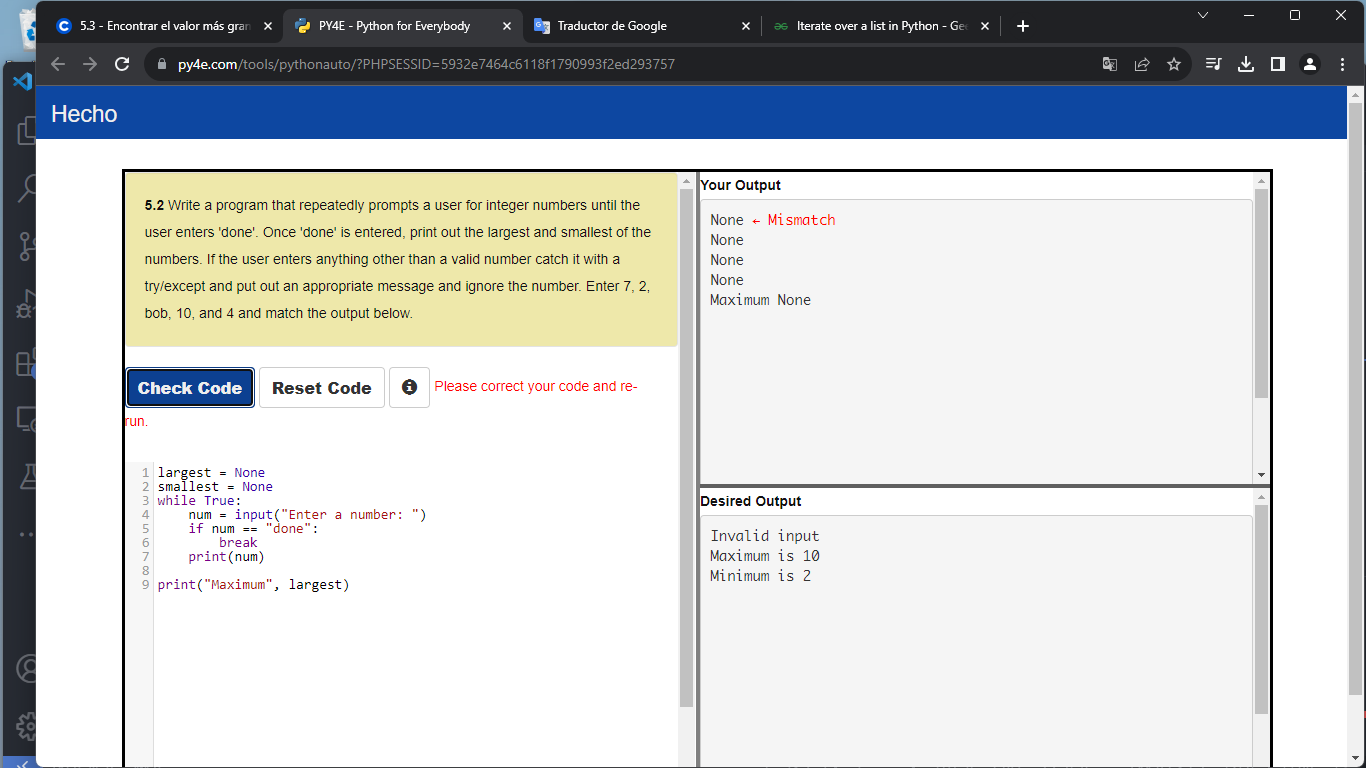 5.3 - Encontrar el valor más gran
PY4E - Python for Everybody
Traductor de Google
Iterate over a list in Python - Gee
py4e.com/tools/pythonauto/?PHPSESSID=5932e7464c6118f1790993f2ed293757
Hecho
5.2 Write a program that repeatedly prompts a user for integer numbers until the
user enters 'done'. Once 'done' is entered, print out the largest and smallest of the
numbers. If the user enters anything other than a valid number catch it with a
try/except and put out an appropriate message and ignore the number. Enter 7, 2,
bob, 10, and 4 and match the output below.
Check Code
Reset Code
Please correct your code and re-
run.
1 largest = None
2 smallest = None
3 while True:
4     num = input("Enter a number: ")
5     if num == "done":
6         break
7     print(num)
8
9 print("Maximum", largest)
Your Output
None ← Mismatch
None
None
None
Maximum None
Desired Output
Invalid input
Maximum is 10
Minimum is 2